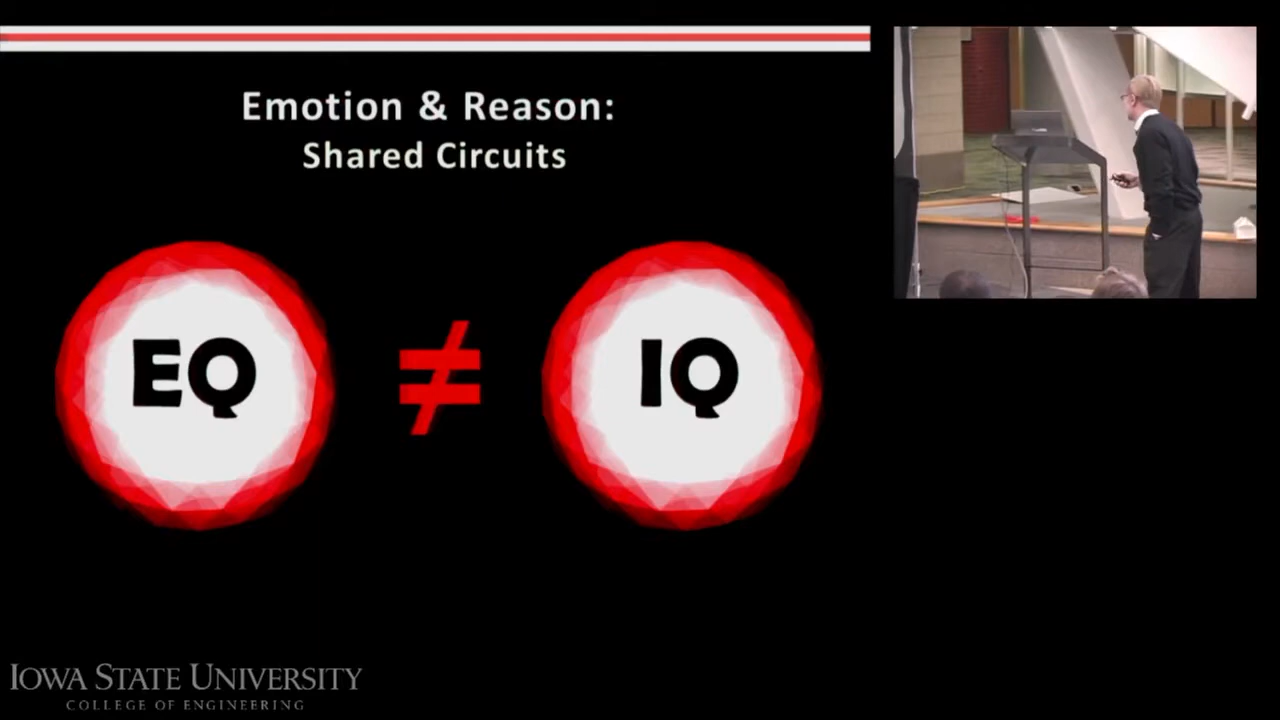 Emotion & Reason:
Shared Circuits
EQ ≠ IQ
IOWA STATE UNIVERSITY
COLLEGE OF ENGINEERING